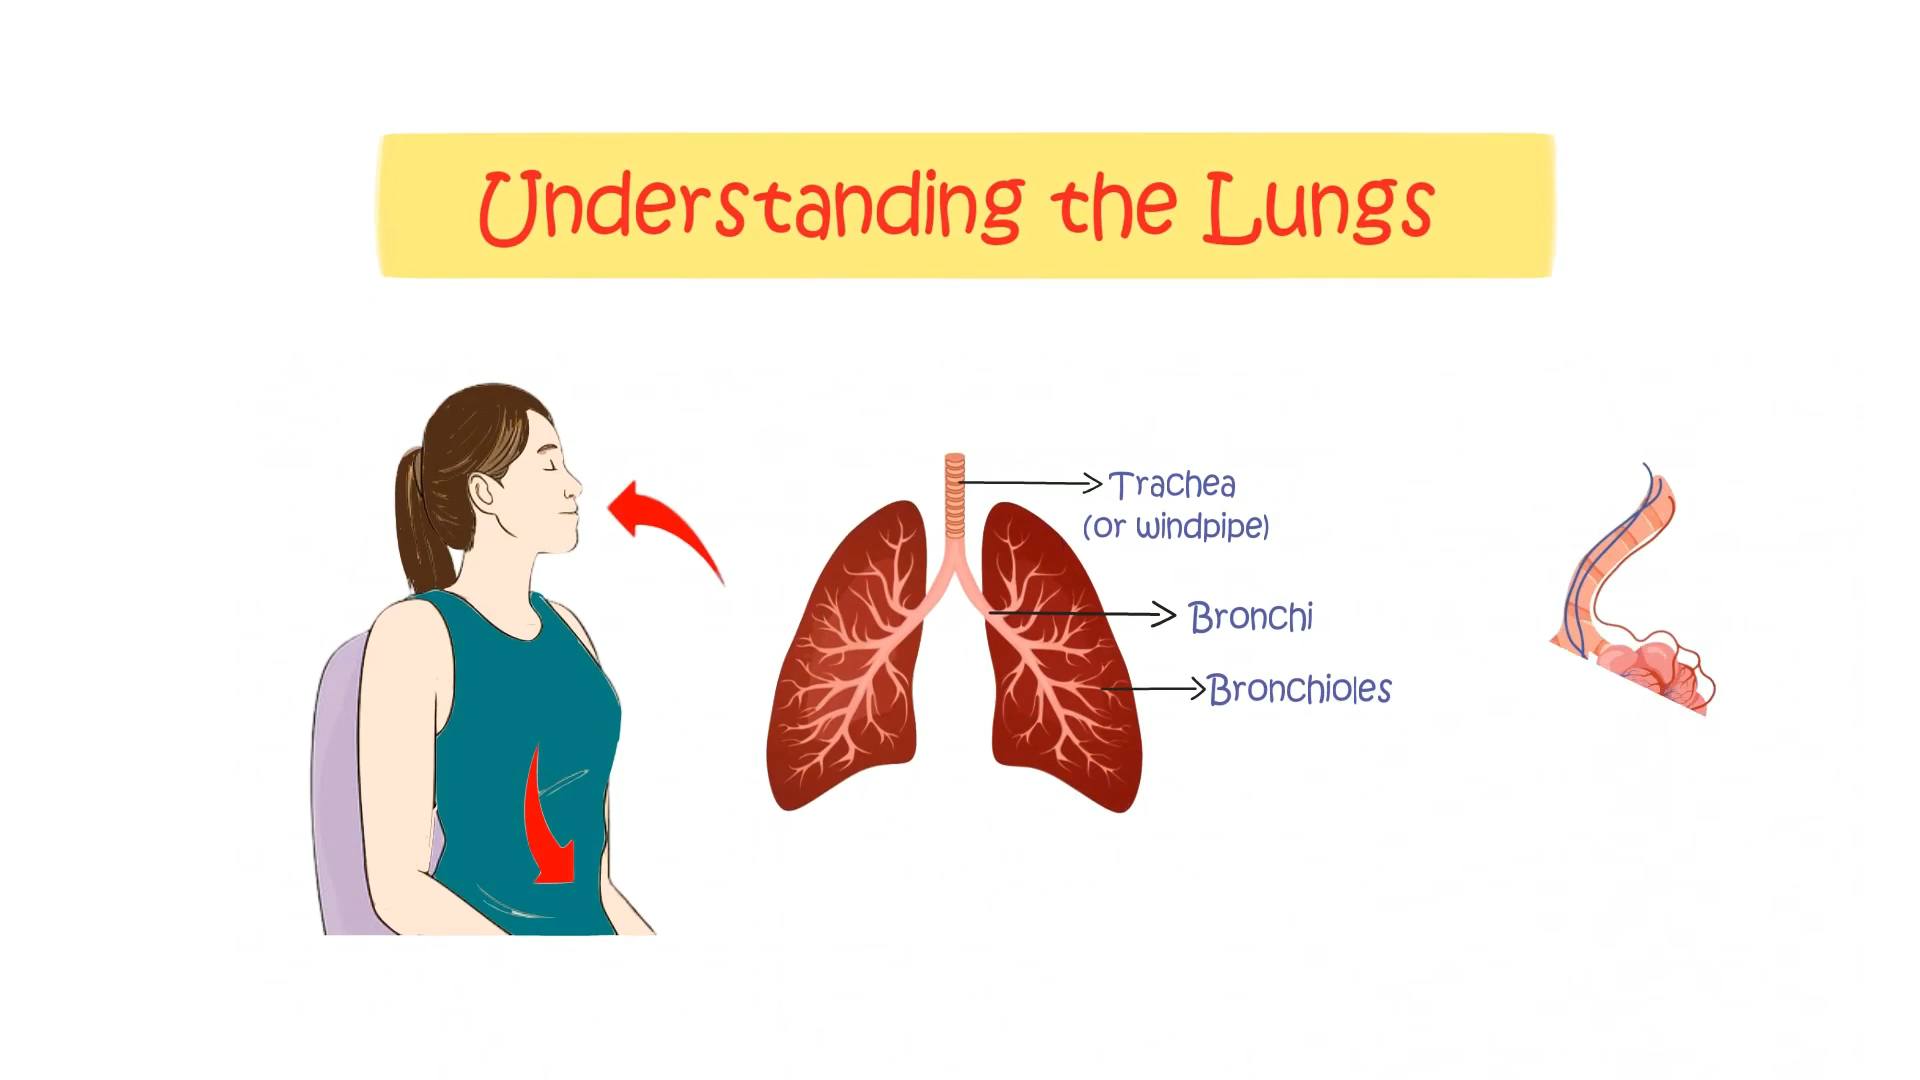 Understanding the Lungs
Trachea
(or windpipe)
Bronchi
Bronchioles